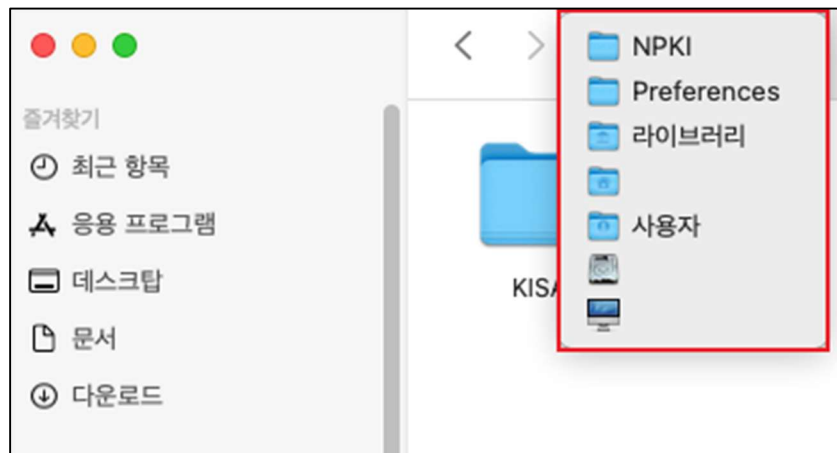 즐겨찾기
최근 항목
응용 프로그램
데스크탑
문서
다운로드
NPKI
Preferences
라이브러리
사용자